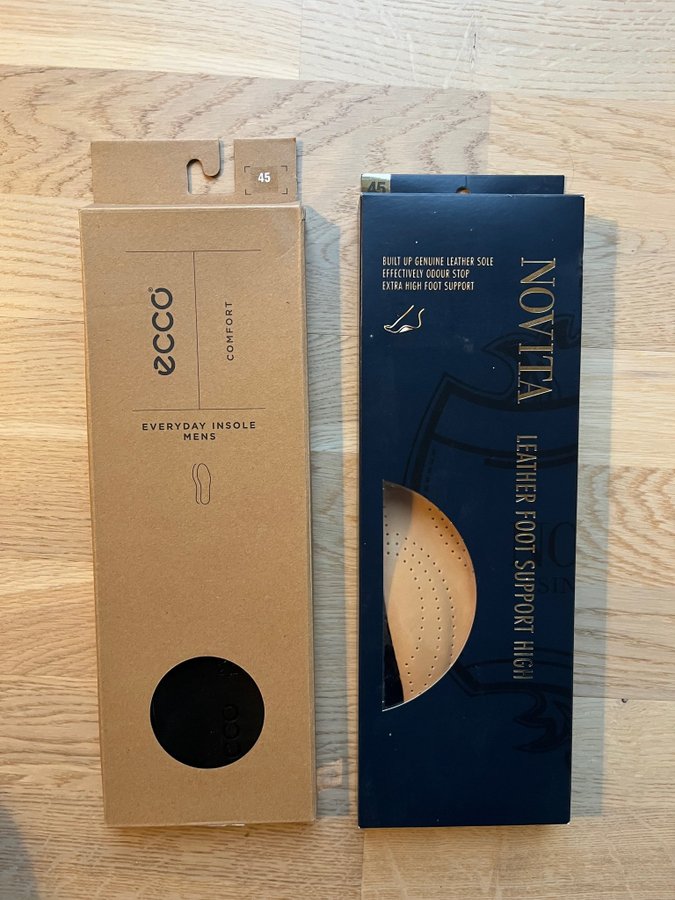 45
ecco
COMFORT
EVERYDAY INSOLE
MENS
ecco
45
BUILT UP GENUINE LEATHER SOLE
EFFECTIVELY ODOUR STOP
EXTRA HIGH FOOT SUPPORT
NOVITA
LEATHER FOOT SUPPORT HIGH